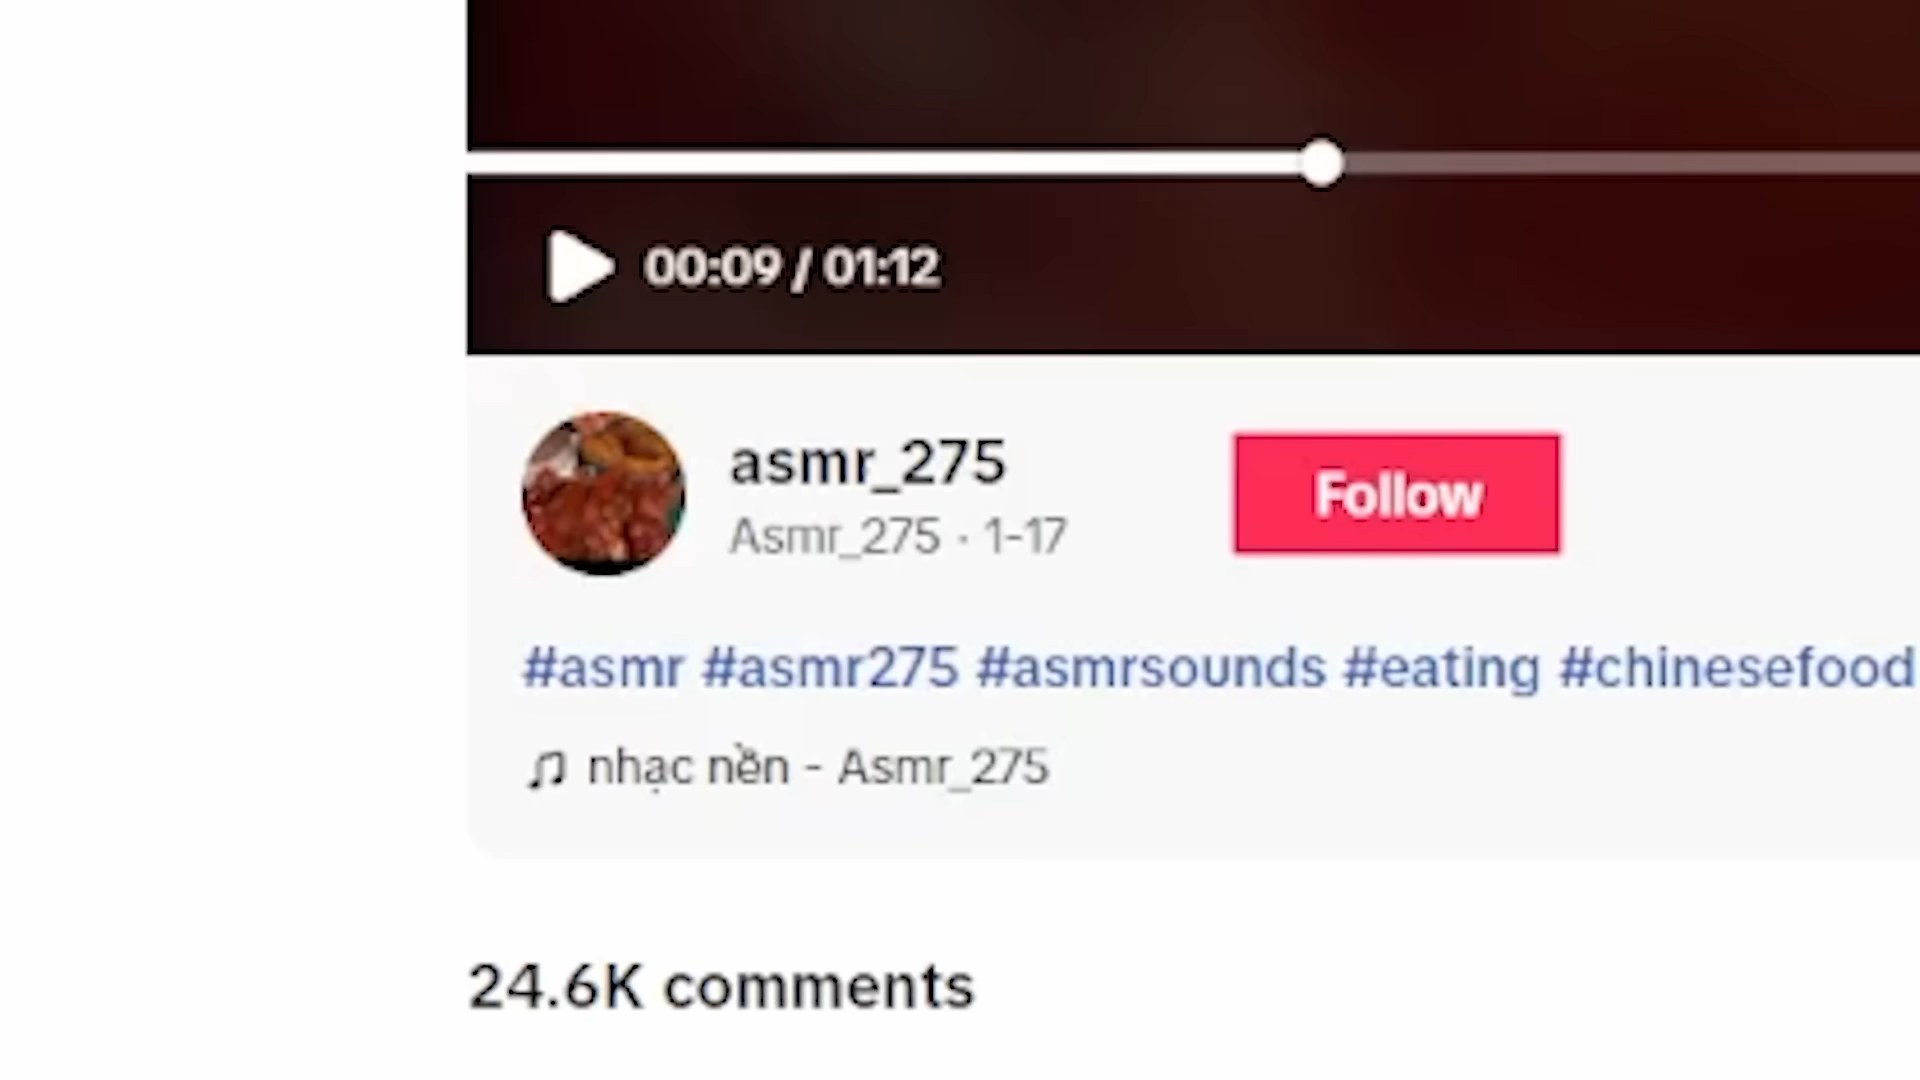 00:09 / 01:12
asmr_275
Asmr_275 · 1-17
Follow
#asmr #asmr275 #asmrsounds #eating #chinesefood
nhạc nền - Asmr_275
24.6K comments